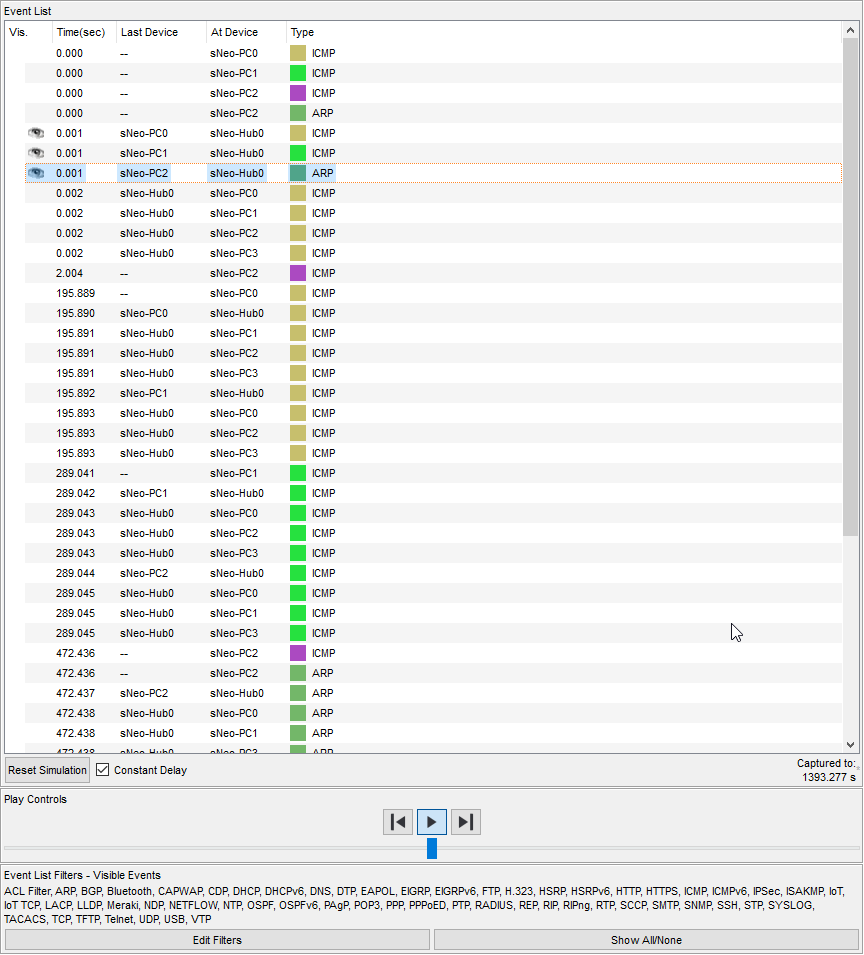 Event List
Vis. Time(sec) Last Device At Device Type
0.000 -- sNeo-PC0 ICMP
0.000 -- sNeo-PC1 ICMP
0.000 -- sNeo-PC2 ICMP
0.000 -- sNeo-PC2 ARP
0.001 sNeo-PC0 sNeo-Hub0 ICMP
0.001 sNeo-PC1 sNeo-Hub0 ICMP
0.001 sNeo-PC2 sNeo-Hub0 ARP
0.002 sNeo-Hub0 sNeo-PC0 ICMP
0.002 sNeo-Hub0 sNeo-PC1 ICMP
0.002 sNeo-Hub0 sNeo-PC2 ICMP
0.002 sNeo-Hub0 sNeo-PC3 ICMP
2.004 -- sNeo-PC2 ICMP
195.889 -- sNeo-PC0 ICMP
195.890 sNeo-PC0 sNeo-Hub0 ICMP
195.891 sNeo-Hub0 sNeo-PC1 ICMP
195.891 sNeo-Hub0 sNeo-PC2 ICMP
195.891 sNeo-Hub0 sNeo-PC3 ICMP
195.892 sNeo-PC1 sNeo-Hub0 ICMP
195.893 sNeo-Hub0 sNeo-PC0 ICMP
195.893 sNeo-Hub0 sNeo-PC2 ICMP
195.893 sNeo-Hub0 sNeo-PC3 ICMP
289.041 -- sNeo-PC1 ICMP
289.042 sNeo-PC1 sNeo-Hub0 ICMP
289.043 sNeo-Hub0 sNeo-PC0 ICMP
289.043 sNeo-Hub0 sNeo-PC2 ICMP
289.043 sNeo-Hub0 sNeo-PC3 ICMP
289.044 sNeo-PC2 sNeo-Hub0 ICMP
289.045 sNeo-Hub0 sNeo-PC0 ICMP
289.045 sNeo-Hub0 sNeo-PC1 ICMP
289.045 sNeo-Hub0 sNeo-PC3 ICMP
472.436 -- sNeo-PC2 ICMP
472.436 -- sNeo-PC2 ARP
472.437 sNeo-PC2 sNeo-Hub0 ARP
472.438 sNeo-Hub0 sNeo-PC0 ARP
472.438 sNeo-Hub0 sNeo-PC1 ARP
472.438 sNeo-Hub0 sNeo-PC3 ARP
Reset Simulation Constant Delay Captured to:
1393.277 s
Play Controls
Event List Filters - Visible Events
ACL Filter, ARP, BGP, Bluetooth, CAPWAP, CDP, DHCP, DHCPv6, DNS, DTP, EAPOL, EIGRP, EIGRPv6, FTP, H.323, HSRP, HSRPv6, HTTP, HTTPS, ICMP, ICMPv6, IPSec, ISAKMP, IoT,
IoT TCP, LACP, LLDP, Meraki, NDP, NETFLOW, NTP, OSPF, OSPFv6, PAgP, POP3, PPP, PPPoED, PTP, RADIUS, REP, RIP, RIPng, RTP, SCCP, SMTP, SNMP, SSH, STP, SYSLOG,
TACACS, TCP, TFTP, Telnet, UDP, USB, VTP
Edit Filters Show All/None